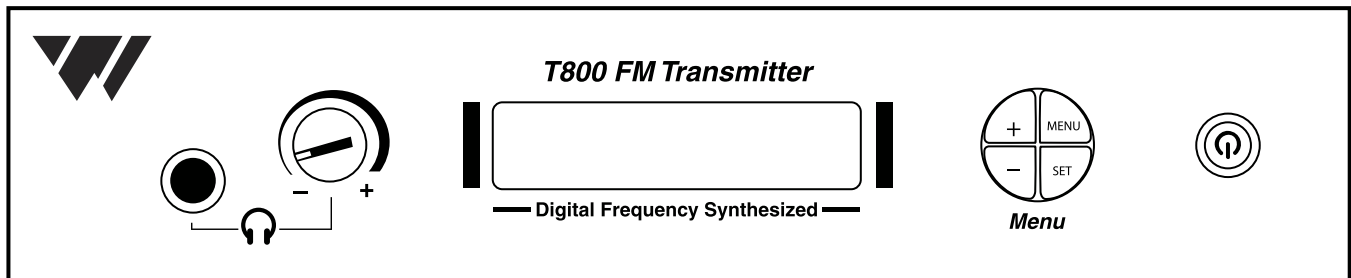 T800 FM Transmitter
+ MENU
− SET
− +
Digital Frequency Synthesized
Menu